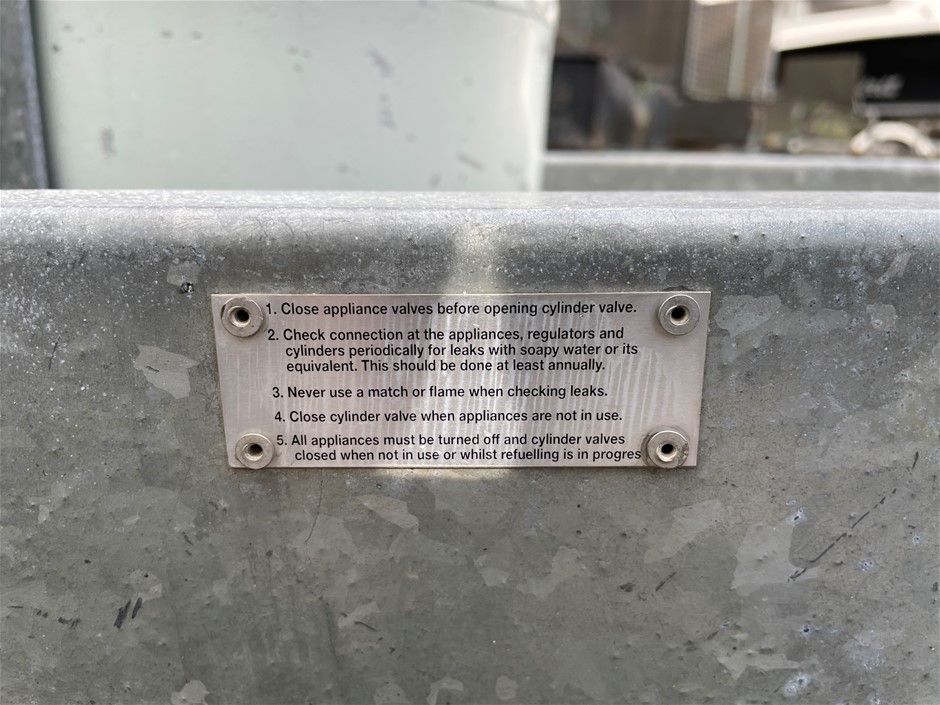 1. Close appliance valves before opening cylinder valve.
2. Check connection at the appliances, regulators and
cylinders periodically for leaks with soapy water or its
equivalent. This should be done at least annually.
3. Never use a match or flame when checking leaks.
4. Close cylinder valve when appliances are not in use.
5. All appliances must be turned off and cylinder valves
closed when not in use or whilst refuelling is in progres